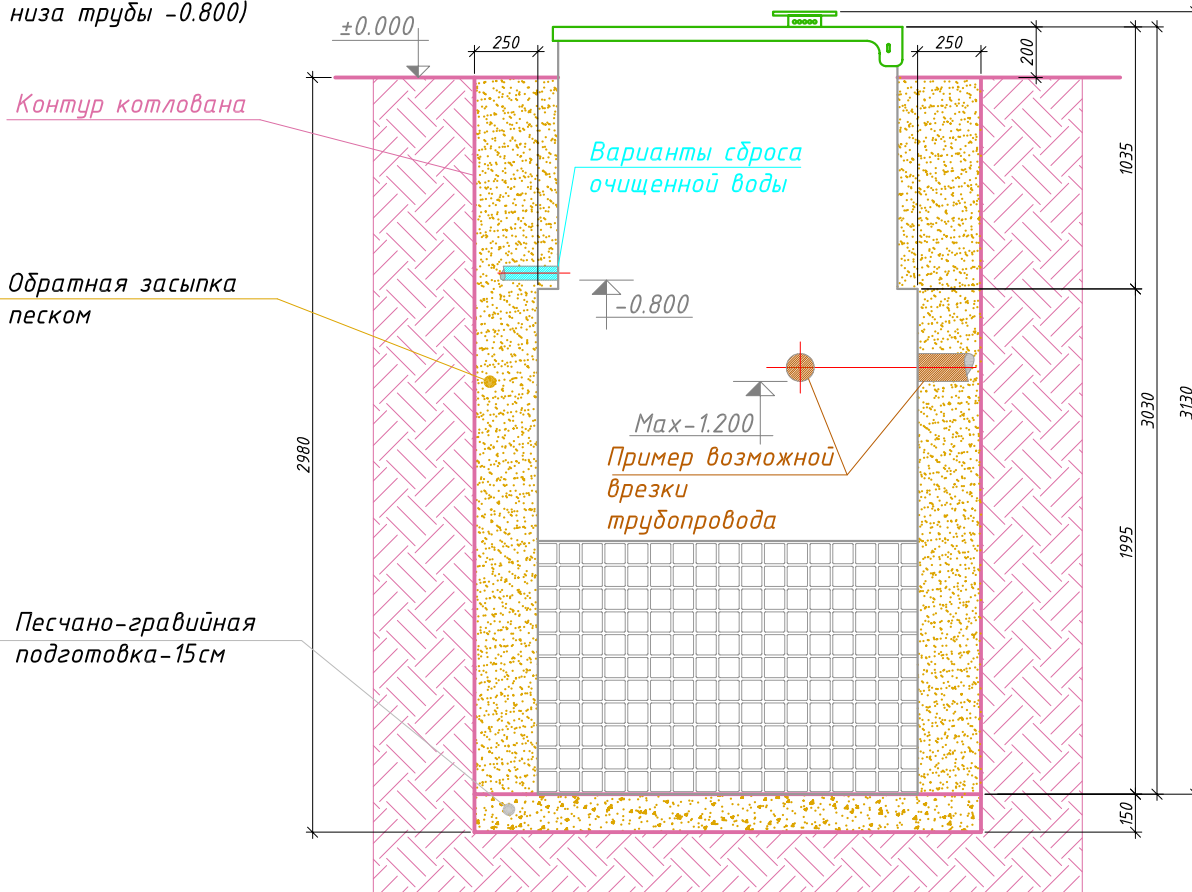 низа трубы -0.800)
±0.000
250
250
200
Контур котлована
Варианты сброса
очищенной воды
1035
Обратная засыпка
песком
-0.800
Max-1.200
3030
3130
2980
Пример возможной
врезки
трубопровода
1995
Песчано-гравийная
подготовка-15см
150